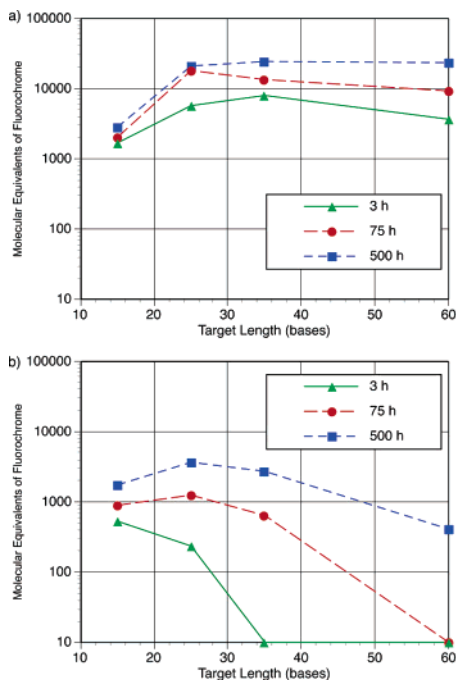 a)
Molecular Equivalents of Fluorochrome
100000
10000
1000
100
10
3 h
75 h
500 h
10 20 30 40 50 60
Target Length (bases)
b)
Molecular Equivalents of Fluorochrome
100000
10000
1000
100
10
3 h
75 h
500 h
10 20 30 40 50 60
Target Length (bases)